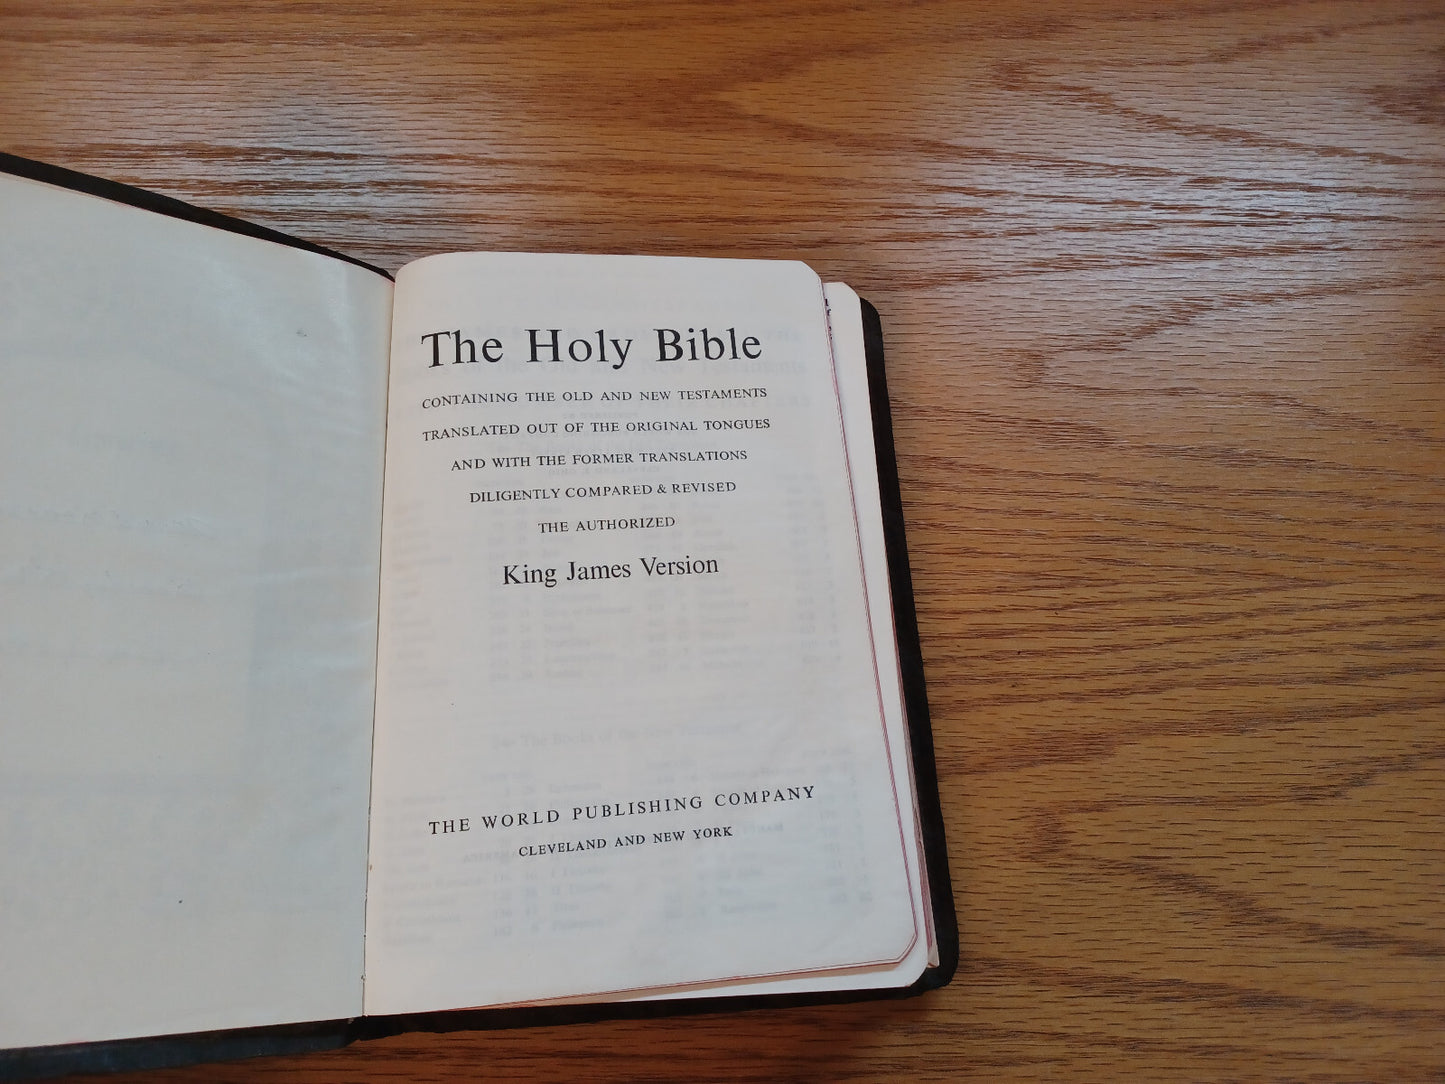 The Holy Bible
CONTAINING THE OLD AND NEW TESTAMENTS
TRANSLATED OUT OF THE ORIGINAL TONGUES
AND WITH THE FORMER TRANSLATIONS
DILIGENTLY COMPARED & REVISED
THE AUTHORIZED
King James Version
THE WORLD PUBLISHING COMPANY
CLEVELAND AND NEW YORK